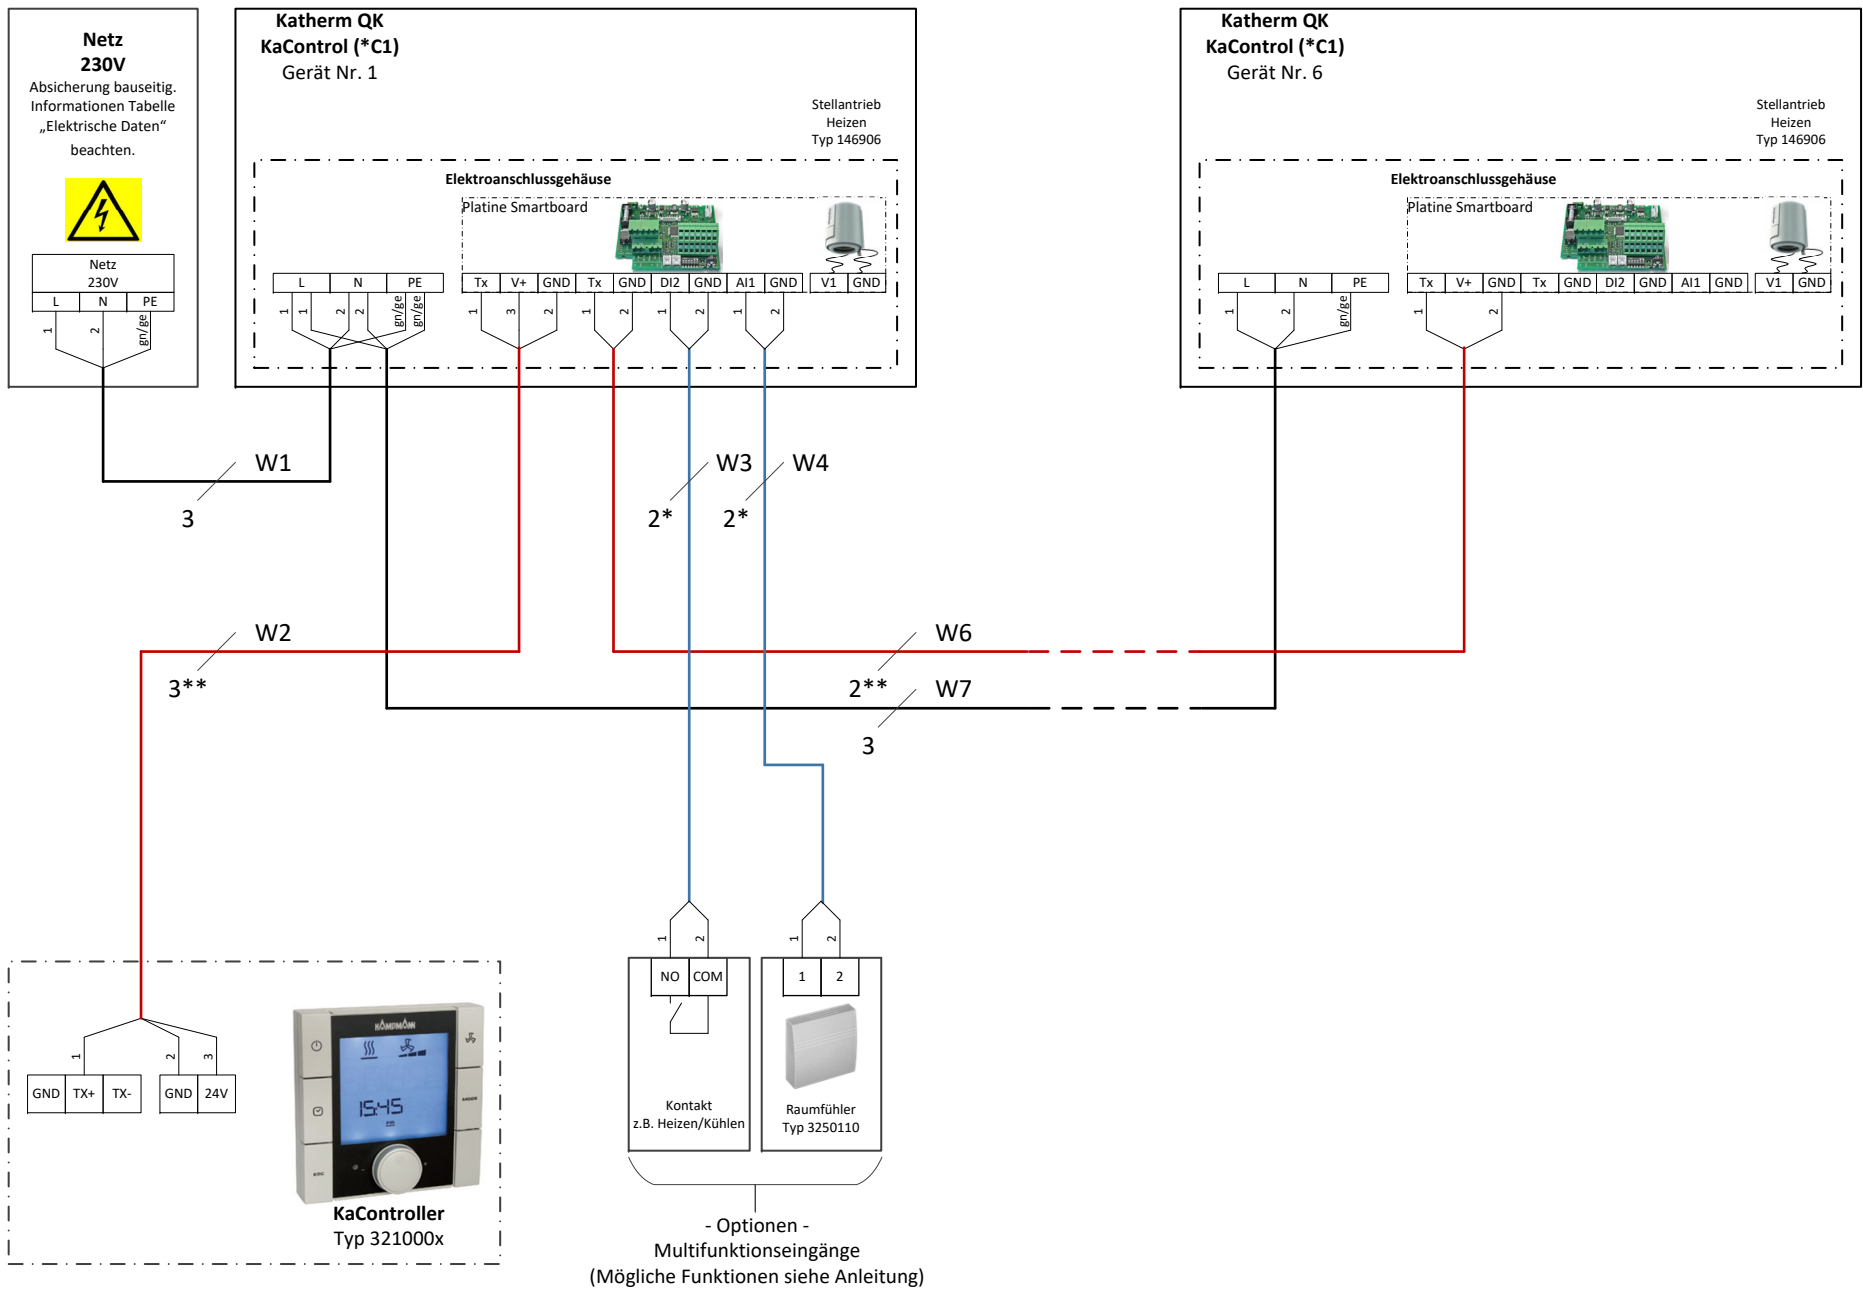 Netz
230V
Absicherung bauseitig.
Informationen Tabelle
„Elektrische Daten“
beachten.
Netz
230V
L N PE
1 2 gn/ge
Katherm QK
KaControl (*C1)
Gerät Nr. 1
Stellantrieb
Heizen
Typ 146906
Elektroanschlussgehäuse
Platine Smartboard
L N PE Tx V+ GND Tx GND DI2 GND AI1 GND V1 GND
1 1 2 2 gn/ge gn/ge 1 3 2 1 2 1 2 1 2
Katherm QK
KaControl (*C1)
Gerät Nr. 6
Stellantrieb
Heizen
Typ 146906
Elektroanschlussgehäuse
Platine Smartboard
L N PE Tx V+ GND Tx GND DI2 GND AI1 GND V1 GND
1 2 gn/ge 1 2
W1
3
W3
2*
W4
2*
W2
3**
W6
2**
W7
3
1 2 3
GND TX+ TX- GND 24V
KAMPMANN
15:45
ESC
KaController
Typ 321000x
1 2
NO COM
Kontakt
z.B. Heizen/Kühlen
1 2
1 2
Raumfühler
Typ 3250110
- Optionen -
Multifunktionseingänge
(Mögliche Funktionen siehe Anleitung)